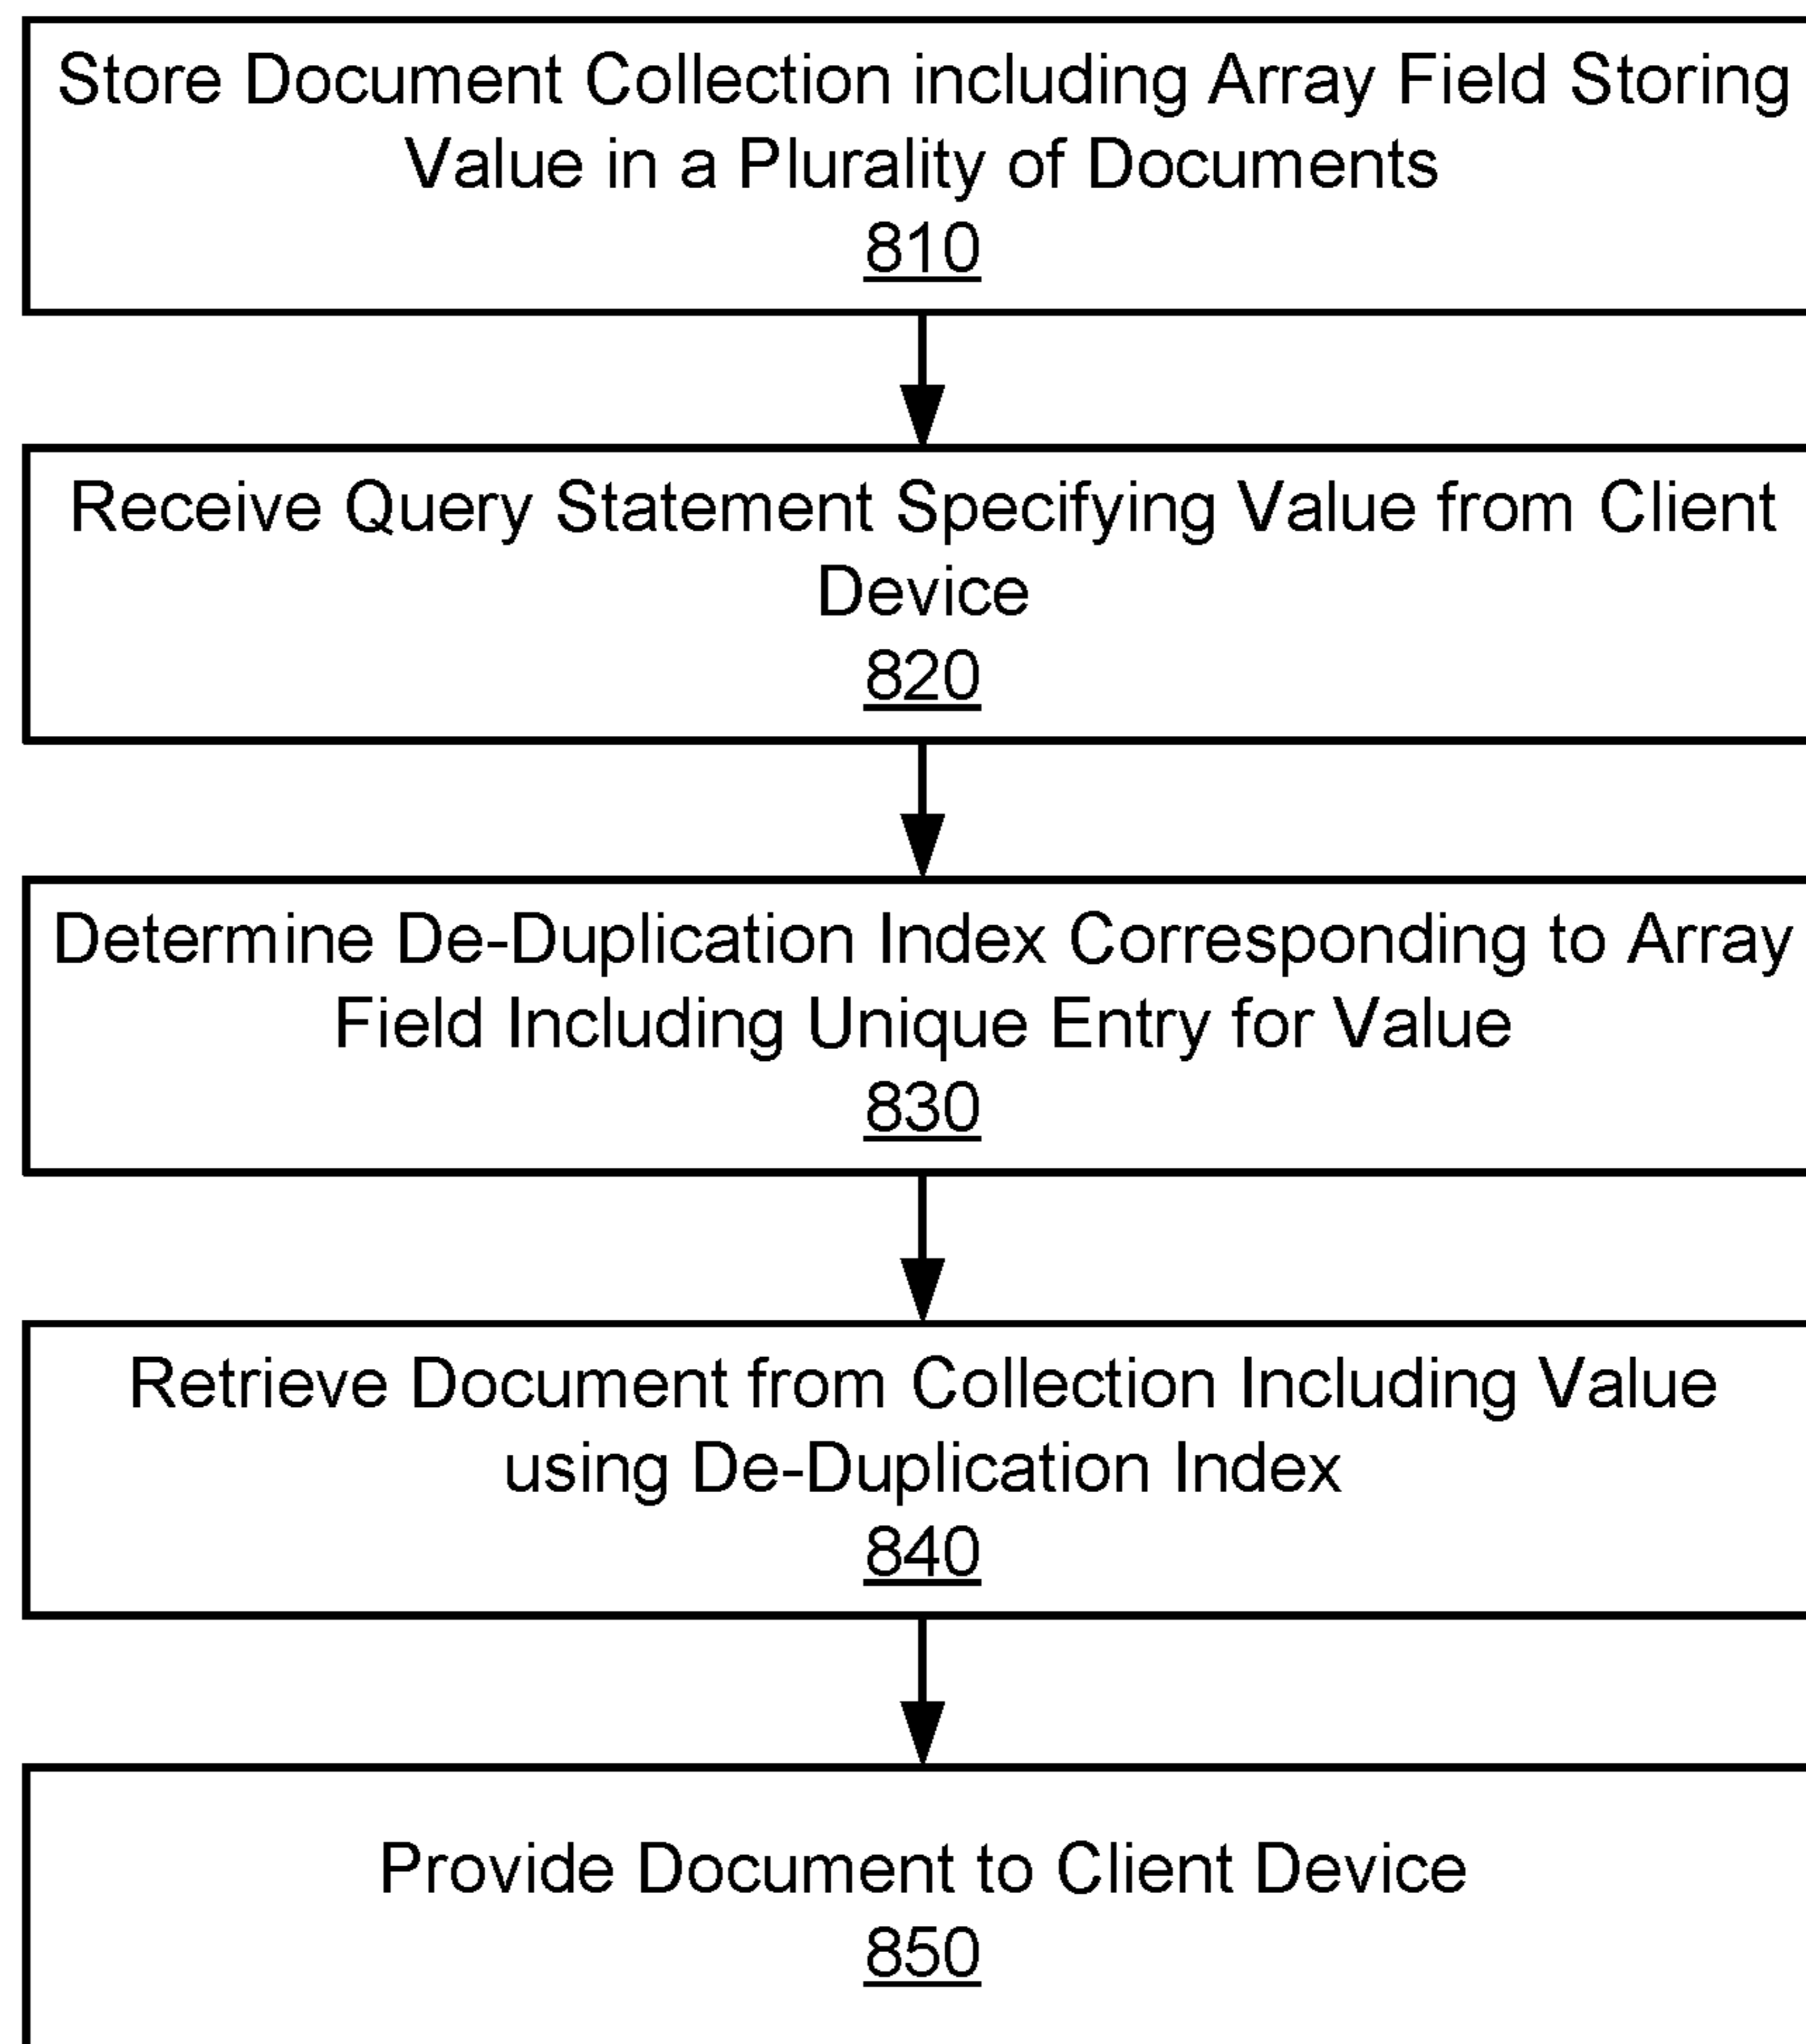 Store Document Collection including Array Field Storing
Value in a Plurality of Documents
810
Receive Query Statement Specifying Value from Client
Device
820
Determine De-Duplication Index Corresponding to Array
Field Including Unique Entry for Value
830
Retrieve Document from Collection Including Value
using De-Duplication Index
840
Provide Document to Client Device
850